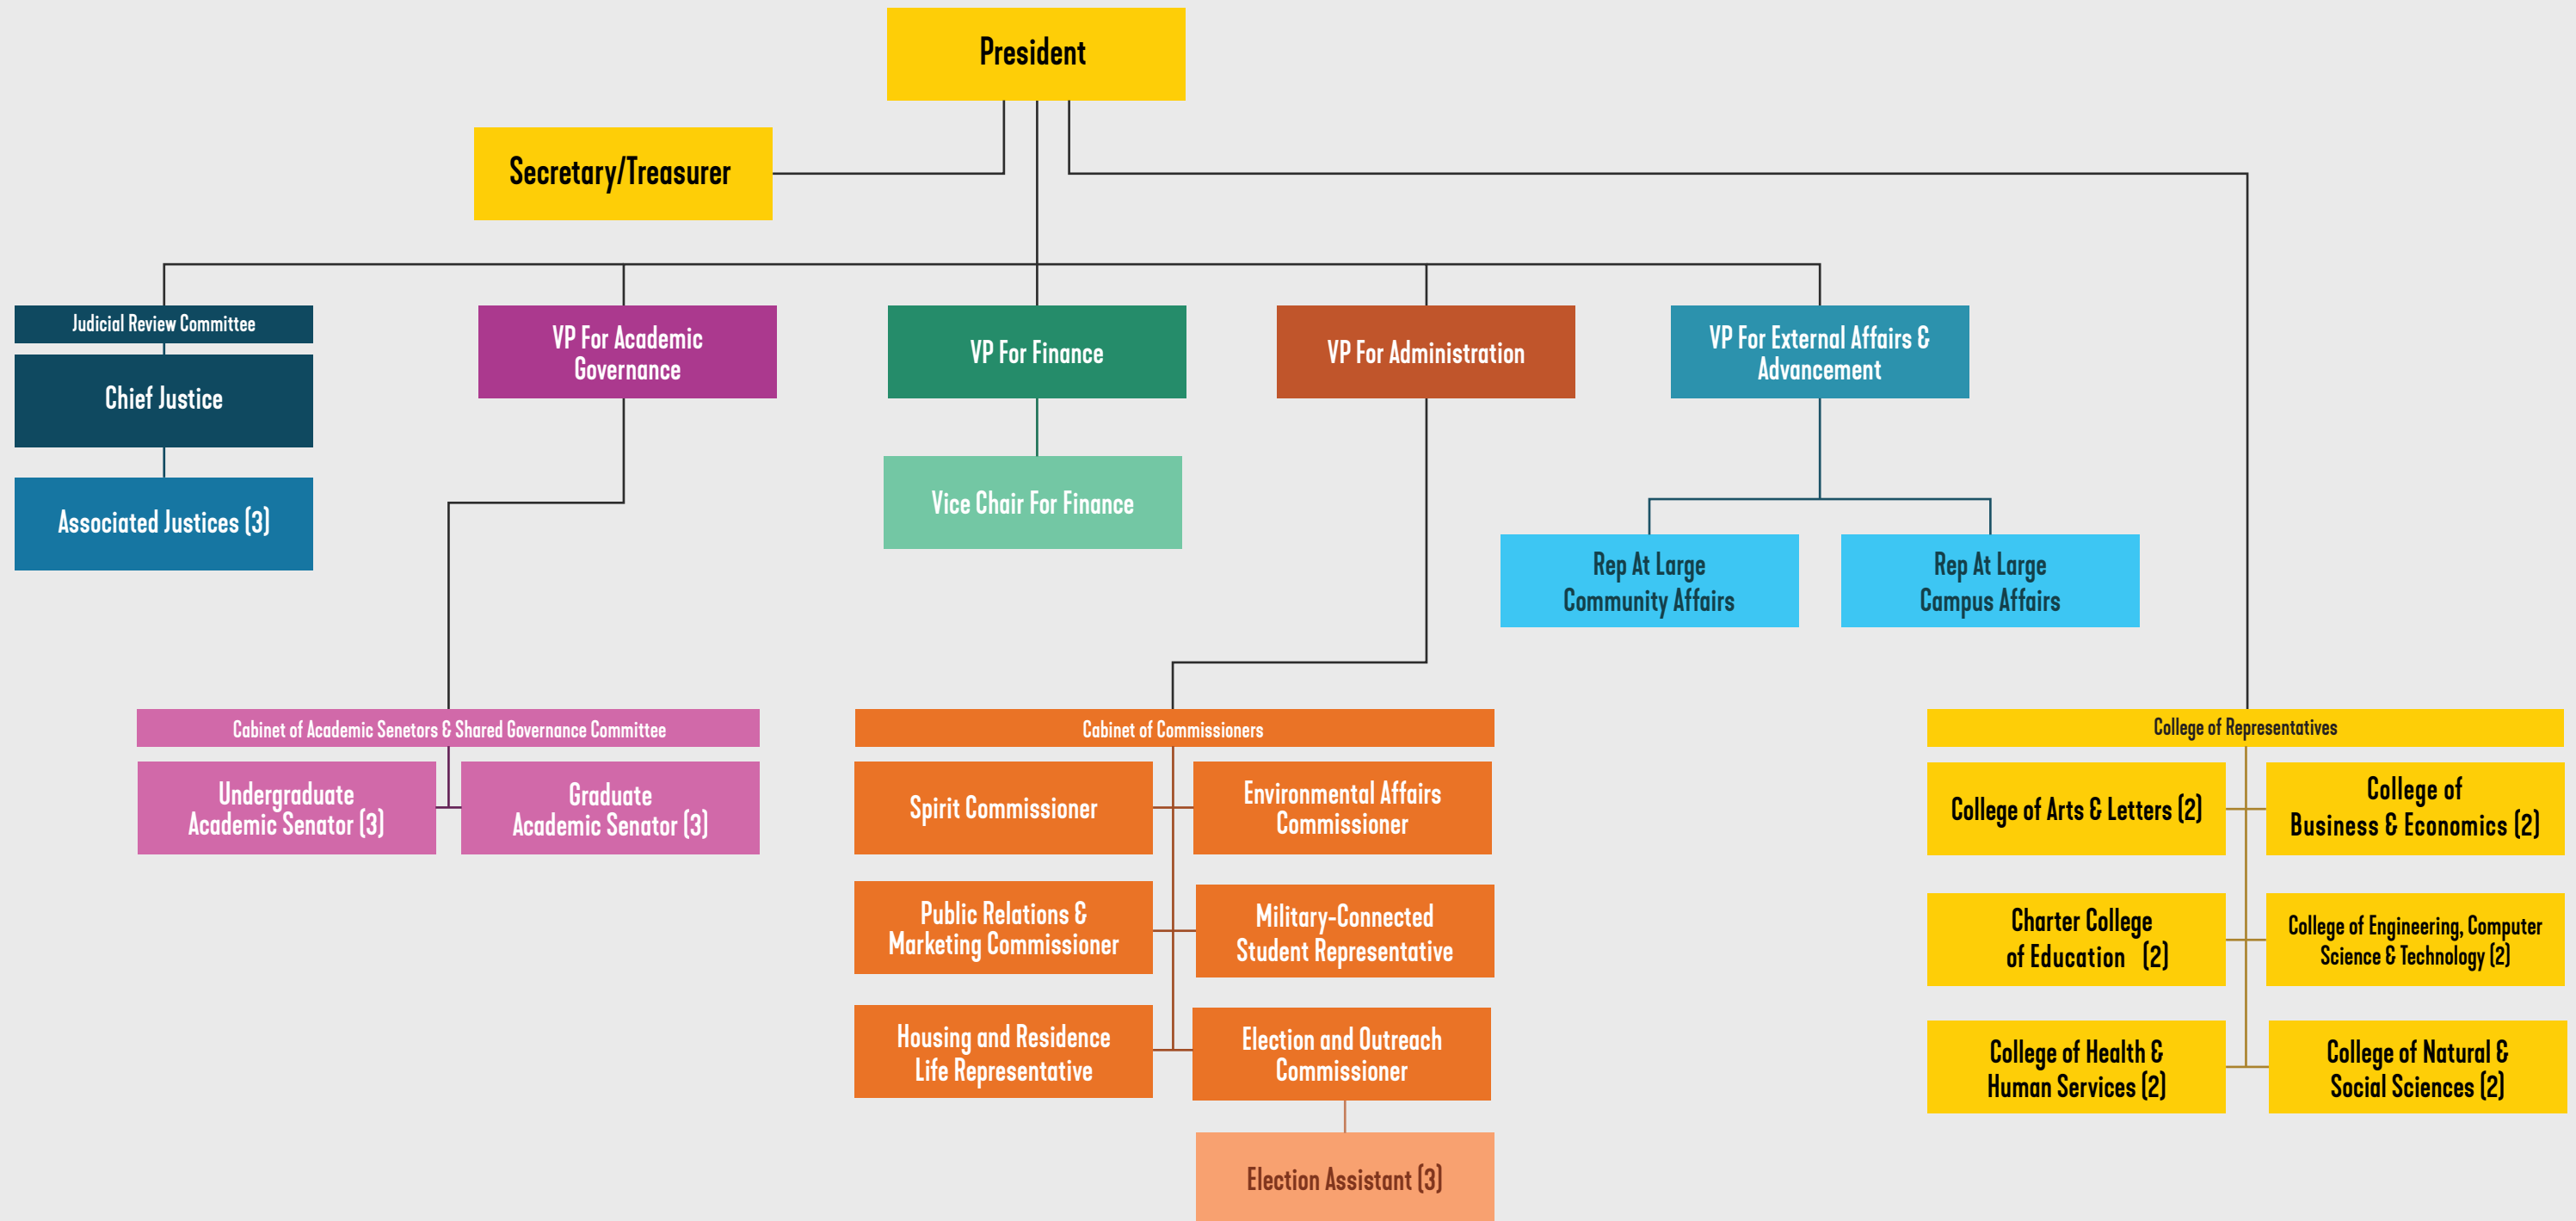 President
Secretary/Treasurer
Judicial Review Committee
Chief Justice
Associated Justices (3)
VP For Academic
Governance
VP For Finance
Vice Chair For Finance
VP For Administration
VP For External Affairs &
Advancement
Rep At Large
Community Affairs
Rep At Large
Campus Affairs
Cabinet of Academic Senetors & Shared Governance Committee
Undergraduate
Academic Senator (3)
Graduate
Academic Senator (3)
Cabinet of Commissioners
Spirit Commissioner
Environmental Affairs
Commissioner
Public Relations &
Marketing Commissioner
Military-Connected
Student Representative
Housing and Residence
Life Representative
Election and Outreach
Commissioner
Election Assistant (3)
College of Representatives
College of Arts & Letters (2)
College of
Business & Economics (2)
Charter College
of Education (2)
College of Engineering, Computer
Science & Technology (2)
College of Health &
Human Services (2)
College of Natural &
Social Sciences (2)